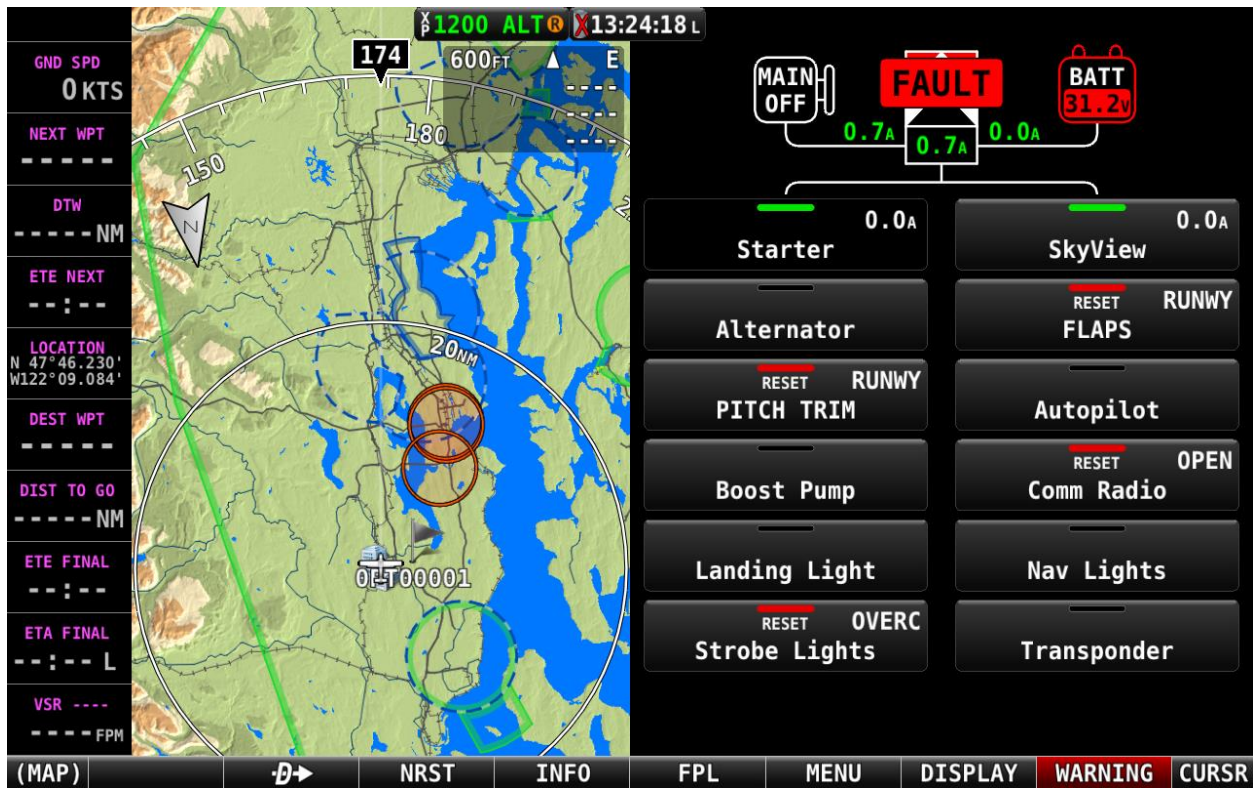 XP 1200 ALT R X 13:24:18 L
GND SPD
0 KTS
NEXT WPT
-----
DTW
-----NM
ETE NEXT
--:--
LOCATION
N 47°46.230'
W122°09.084'
DEST WPT
-----
DIST TO GO
-----NM
ETE FINAL
--:--
ETA FINAL
--:-- L
VSR ----
----FPM
174
600FT E
----
----
----
150
180
N
20NM
MAIN
OFF
FAULT
BATT
31.2V
0.7A
0.7A
0.0A
0.0A
Starter
0.0A
SkyView
Alternator
RESET RUNWY
FLAPS
RESET RUNWY
PITCH TRIM
Autopilot
Boost Pump
RESET OPEN
Comm Radio
Landing Light
Nav Lights
RESET OVERC
Strobe Lights
Transponder
(MAP) D NRST INFO FPL MENU DISPLAY WARNING CURSR